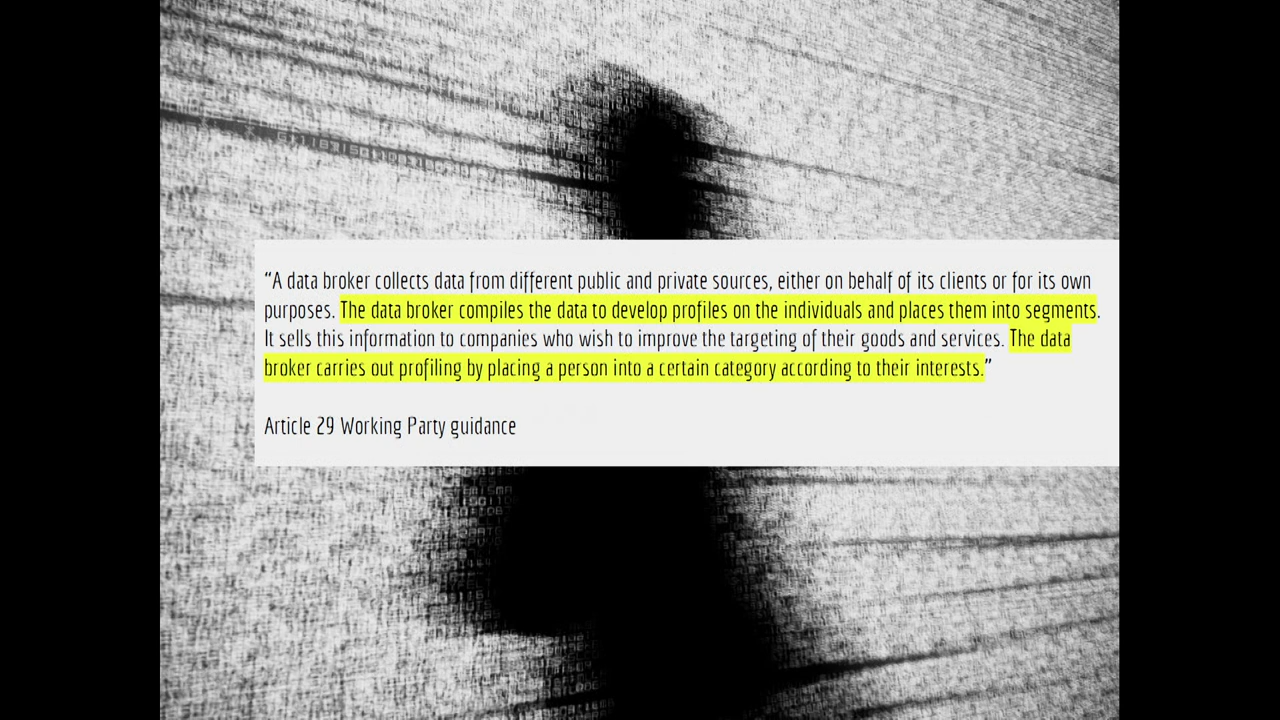 “A data broker collects data from different public and private sources, either on behalf of its clients or for its own
purposes. The data broker compiles the data to develop profiles on the individuals and places them into segments.
It sells this information to companies who wish to improve the targeting of their goods and services. The data
broker carries out profiling by placing a person into a certain category according to their interests.”
Article 29 Working Party guidance